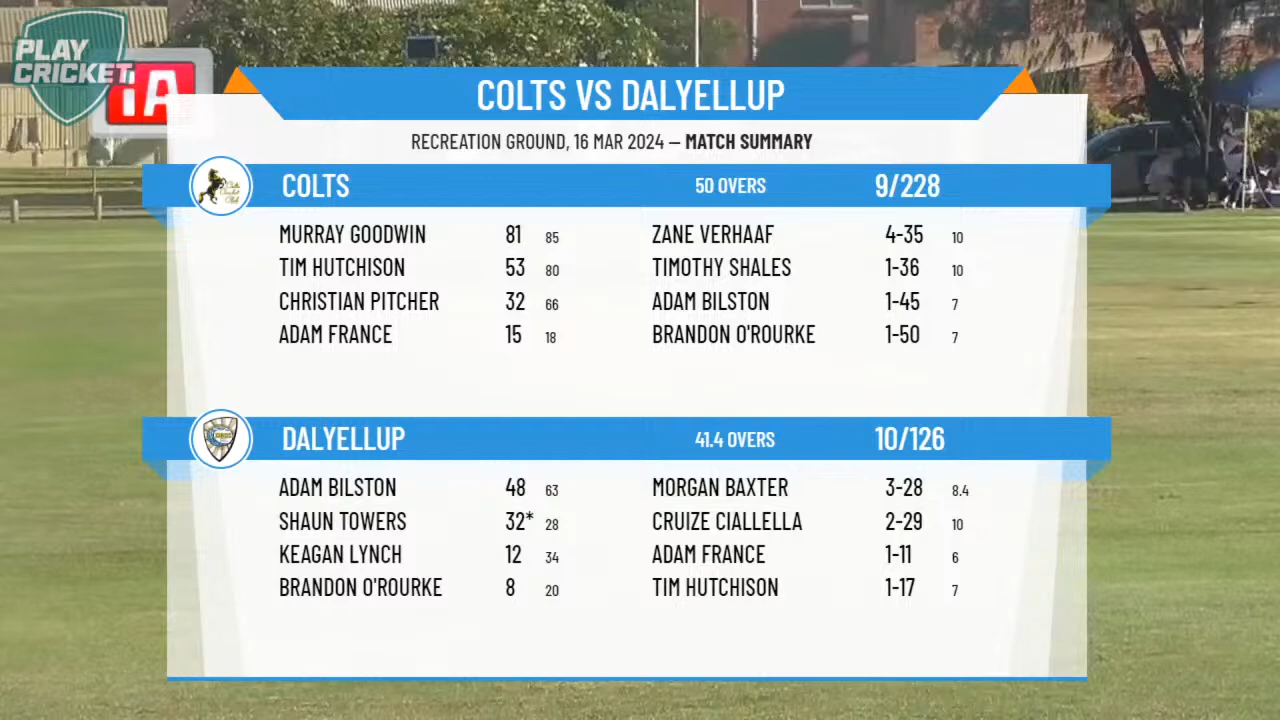 PLAY
CRICKET
iA
COLTS VS DALYELLUP
RECREATION GROUND, 16 MAR 2024 – MATCH SUMMARY
COLTS 50 OVERS 9/228
MURRAY GOODWIN 81 85 ZANE VERHAAF 4-35 10
TIM HUTCHISON 53 80 TIMOTHY SHALES 1-36 10
CHRISTIAN PITCHER 32 66 ADAM BILSTON 1-45 7
ADAM FRANCE 15 18 BRANDON O'ROURKE 1-50 7
DALYELLUP 41.4 OVERS 10/126
ADAM BILSTON 48 63 MORGAN BAXTER 3-28 8.4
SHAUN TOWERS 32* 28 CRUIZE CIALLELLA 2-29 10
KEAGAN LYNCH 12 34 ADAM FRANCE 1-11 6
BRANDON O'ROURKE 8 20 TIM HUTCHISON 1-17 7